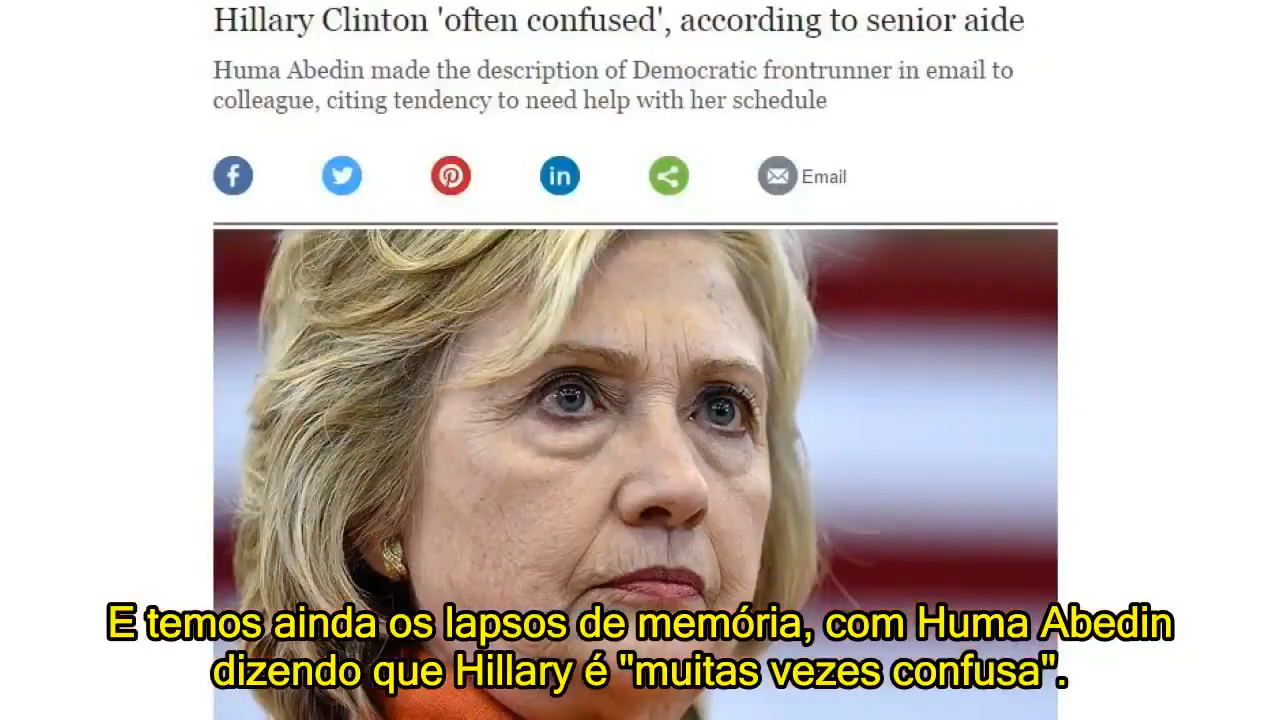 Hillary Clinton 'often confused', according to senior aide
Huma Abedin made the description of Democratic frontrunner in email to
colleague, citing tendency to need help with her schedule
f
in
Email
E temos ainda os lapsos de memória, com Huma Abedin
dizendo que Hillary é "muitas vezes confusa".